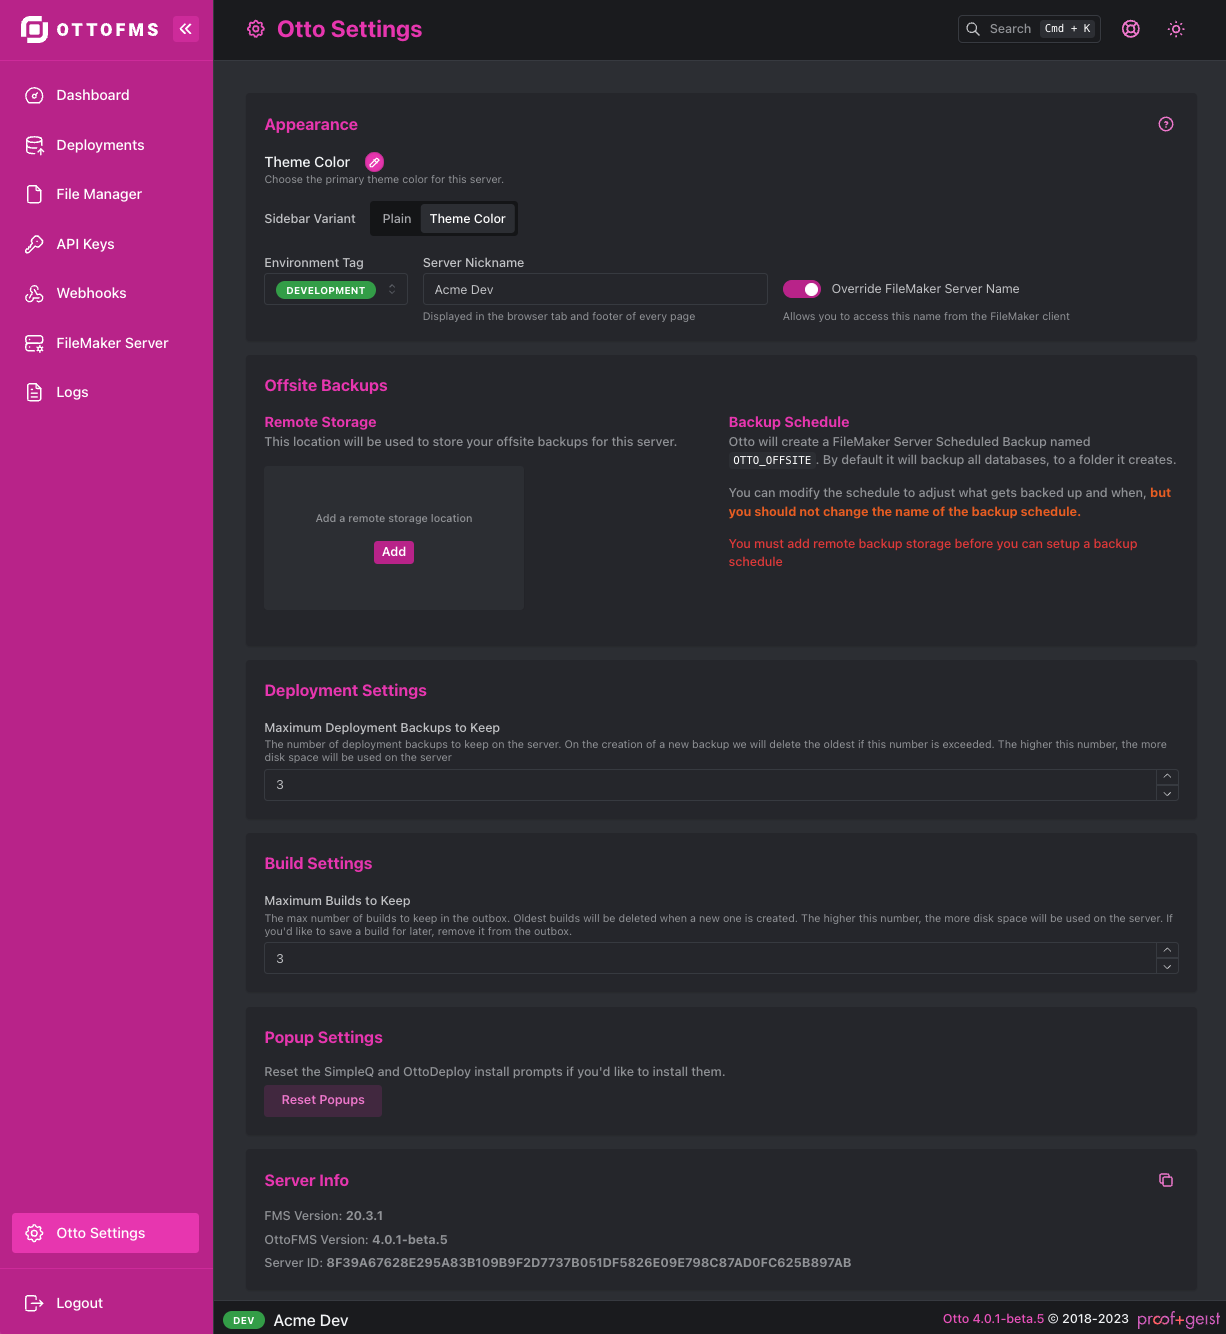 OTTOFMS
Dashboard
Deployments
File Manager
API Keys
Webhooks
FileMaker Server
Logs
Otto Settings
Logout
Otto Settings
Search Cmd + K
Appearance
Theme Color
Choose the primary theme color for this server.
Sidebar Variant Plain Theme Color
Environment Tag
DEVELOPMENT
Server Nickname
Acme Dev
Displayed in the browser tab and footer of every page
Override FileMaker Server Name
Allows you to access this name from the FileMaker client
Offsite Backups
Remote Storage
This location will be used to store your offsite backups for this server.
Add a remote storage location
Add
Backup Schedule
Otto will create a FileMaker Server Scheduled Backup named
OTTO_OFFSITE. By default it will backup all databases, to a folder it creates.
You can modify the schedule to adjust what gets backed up and when, but
you should not change the name of the backup schedule.
You must add remote backup storage before you can setup a backup
schedule
Deployment Settings
Maximum Deployment Backups to Keep
The number of deployment backups to keep on the server. On the creation of a new backup we will delete the oldest if this number is exceeded. The higher this number, the more
disk space will be used on the server
3
Build Settings
Maximum Builds to Keep
The max number of builds to keep in the outbox. Oldest builds will be deleted when a new one is created. The higher this number, the more disk space will be used on the server. If
you'd like to save a build for later, remove it from the outbox.
3
Popup Settings
Reset the SimpleQ and OttoDeploy install prompts if you'd like to install them.
Reset Popups
Server Info
FMS Version: 20.3.1
OttoFMS Version: 4.0.1-beta.5
Server ID: 8F39A67628E295A83B109B9F2D7737B051DF5826E09E798C87AD0FC625B897AB
DEV Acme Dev
Otto 4.0.1-beta.5 © 2018-2023 proof+geist